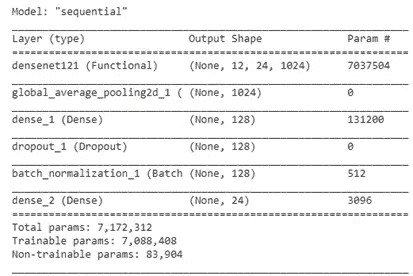 Model: "sequential"
Layer (type) Output Shape Param #
densenet121 (Functional) (None, 12, 24, 1024) 7037504
global_average_pooling2d_1 ( (None, 1024) 0
dense_1 (Dense) (None, 128) 131200
dropout_1 (Dropout) (None, 128) 0
batch_normalization_1 (Batch (None, 128) 512
dense_2 (Dense) (None, 24) 3096
Total params: 7,172,312
Trainable params: 7,088,408
Non-trainable params: 83,904